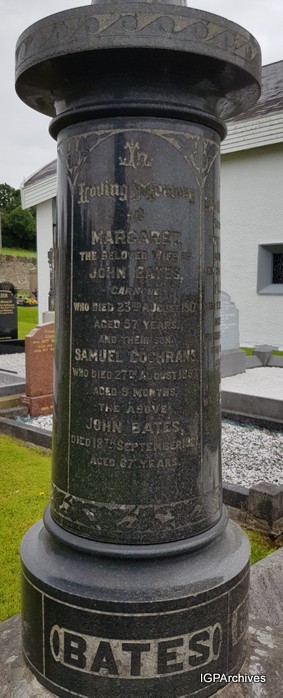 In
Loving Memory
of
MARGARET,
THE BELOVED WIFE OF
JOHN BATES,
WHO DIED 23RD AUGUST
AGED 57 YEARS,
AND THEIR SON
SAMUEL COCHRANE
WHO DIED 27TH AUGUST
AGED 5 MONTHS,
THE ABOVE
JOHN BATES,
DIED 18TH SEPTEMBER
AGED 67 YEARS.
BATES
IGPArchives